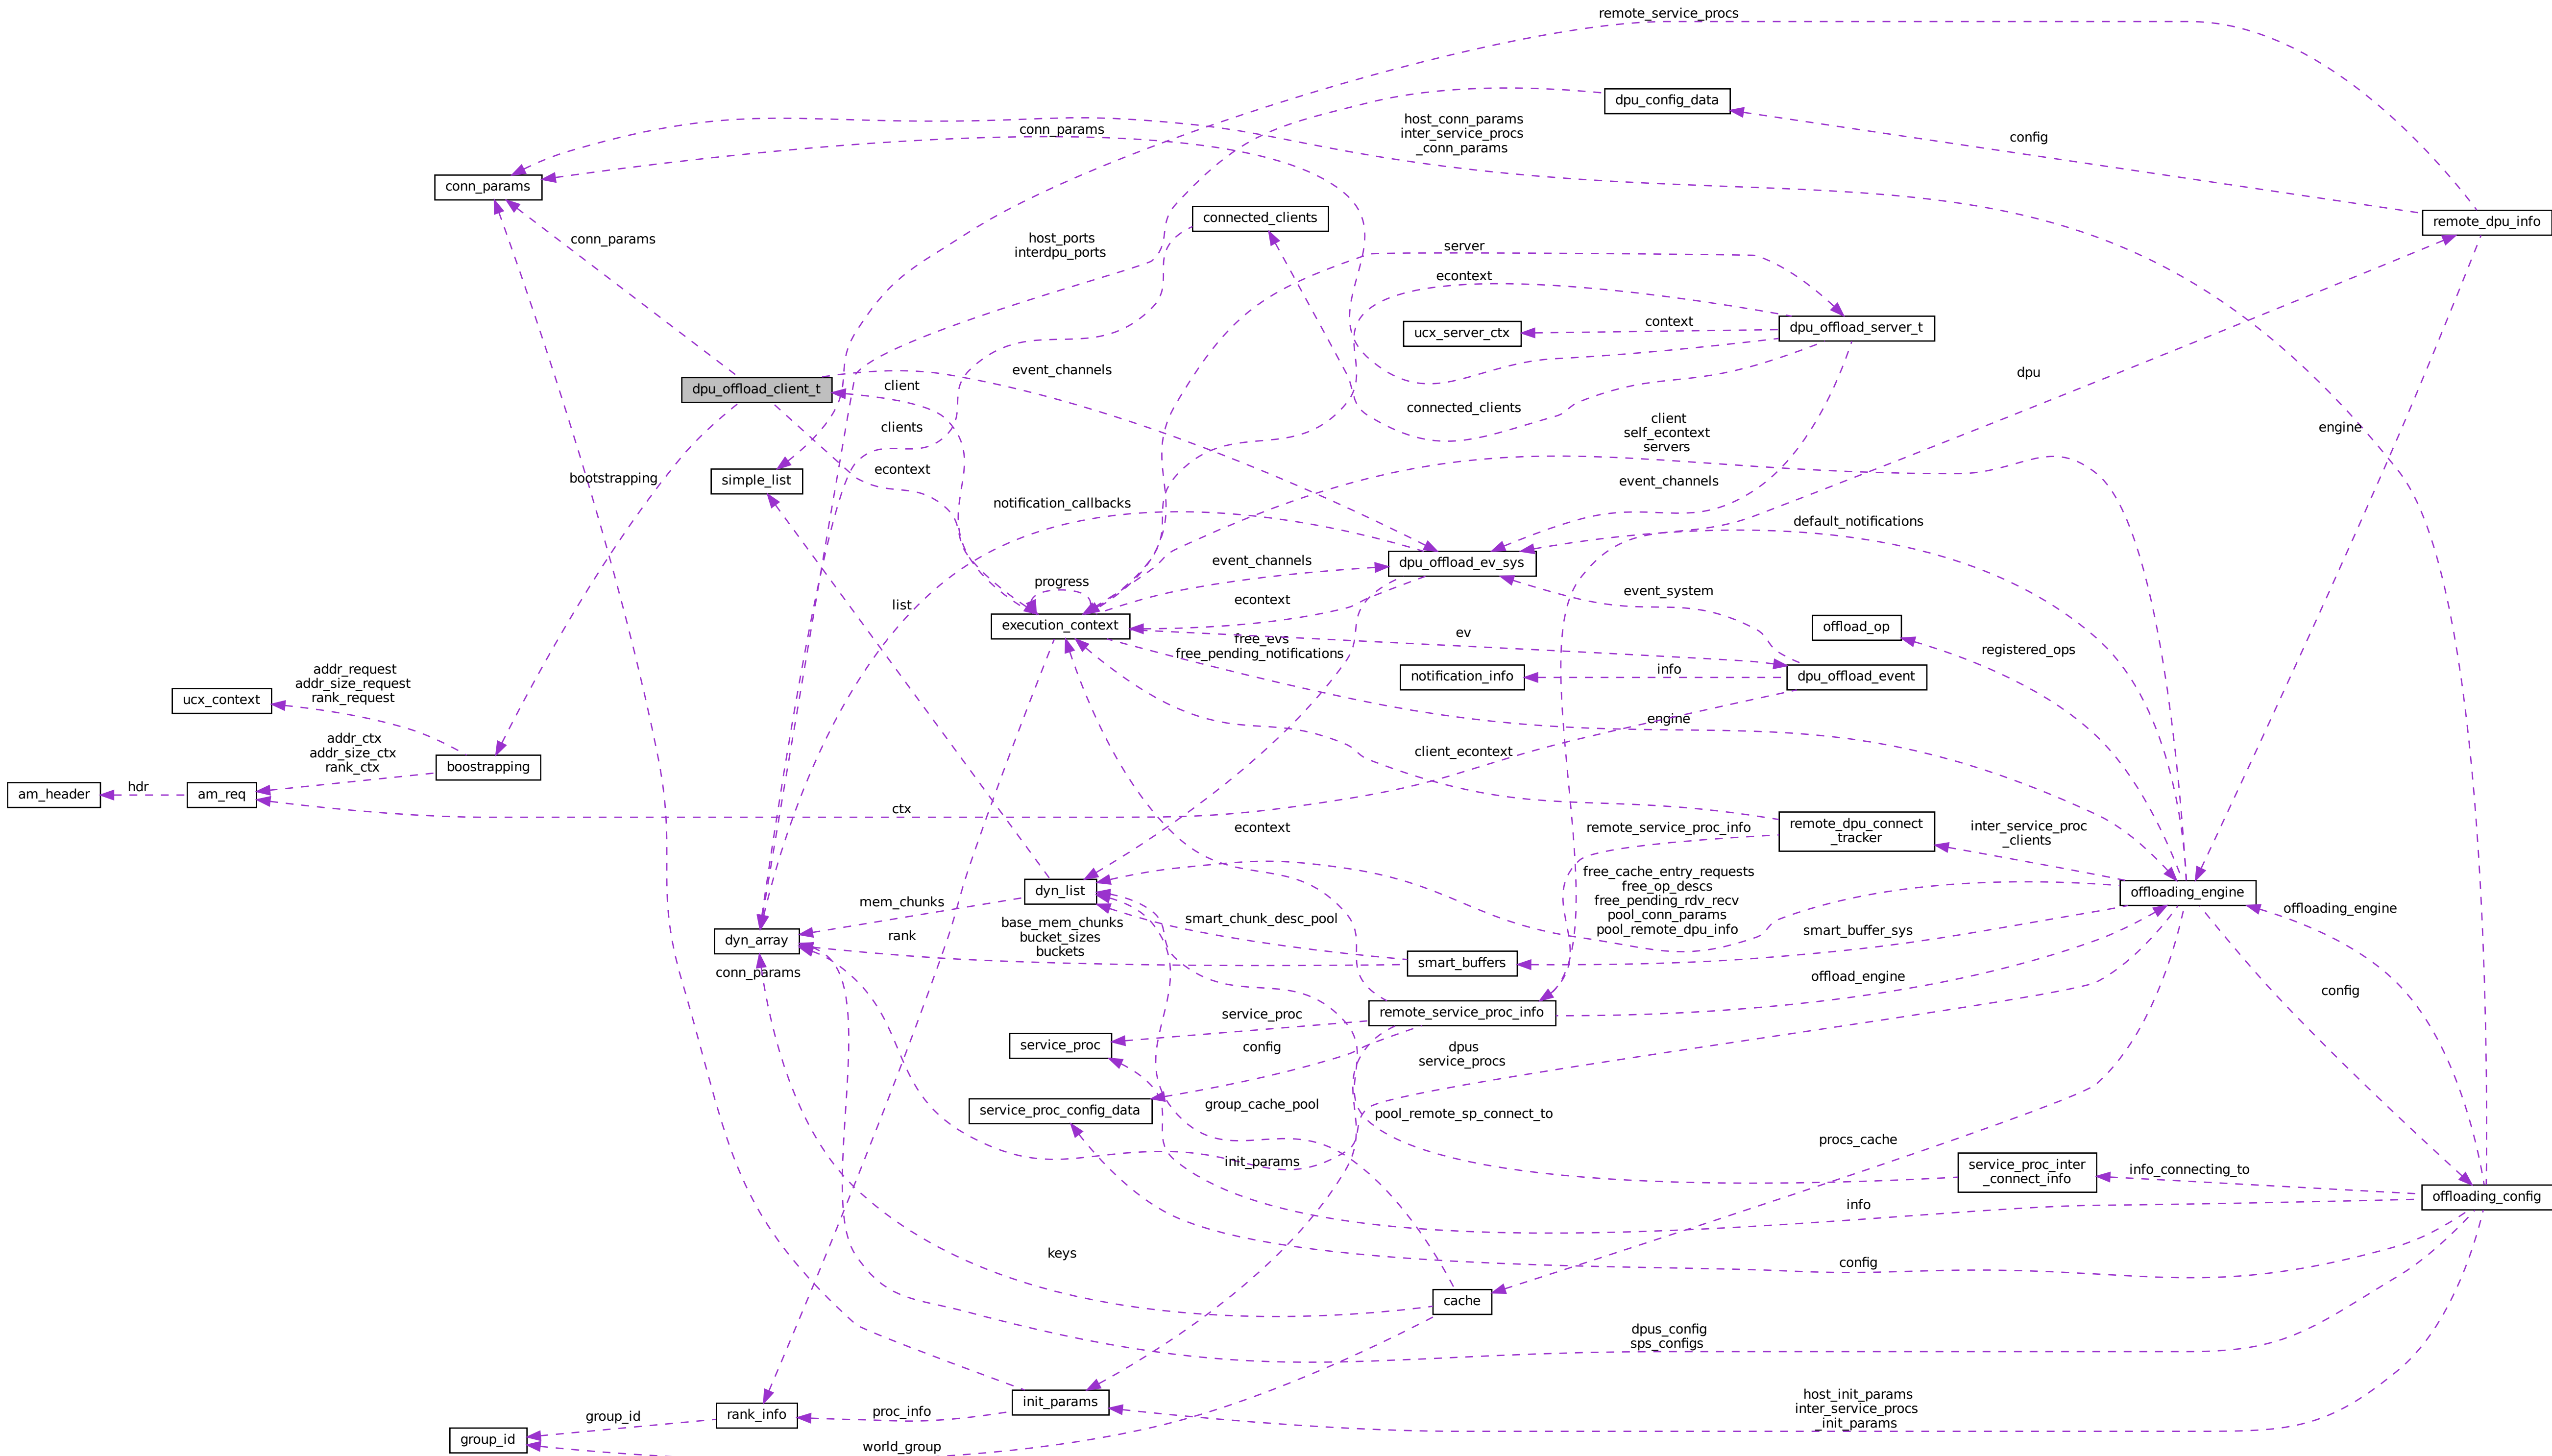 remote_service_procs
dpu_config_data
host_conn_params
inter_service_procs
_conn_params
conn_params
config
conn_params
connected_clients
remote_dpu_info
conn_params
host_ports
interdpu_ports
server
econtext
ucx_server_ctx
context
dpu_offload_server_t
event_channels
dpu
dpu_offload_client_t
client
connected_clients
clients
client
self_econtext
servers
engine
econtext
bootstrapping
simple_list
event_channels
notification_callbacks
default_notifications
dpu_offload_ev_sys
event_channels
progress
event_system
econtext
list
execution_context
offload_op
ev
free_evs
free_pending_notifications
registered_ops
addr_request
addr_size_request
rank_request
ucx_context
notification_info
info
dpu_offload_event
engine
addr_ctx
addr_size_ctx
rank_ctx
client_econtext
boostrapping
am_header
hdr
am_req
ctx
econtext
remote_service_proc_info
remote_dpu_connect
_tracker
inter_service_proc
_clients
dyn_list
free_cache_entry_requests
free_op_descs
free_pending_rdv_recv
pool_conn_params
pool_remote_dpu_info
offloading_engine
mem_chunks
offloading_engine
smart_chunk_desc_pool
base_mem_chunks
bucket_sizes
buckets
rank
dyn_array
smart_buffer_sys
smart_buffers
conn_params
offload_engine
config
remote_service_proc_info
service_proc
service_proc
config
dpus
service_procs
service_proc_config_data
group_cache_pool
pool_remote_sp_connect_to
procs_cache
init_params
service_proc_inter
_connect_info
info_connecting_to
offloading_config
info
keys
config
cache
dpus_config
sps_configs
host_init_params
inter_service_procs
_init_params
init_params
proc_info
rank_info
group_id
group_id
world_group